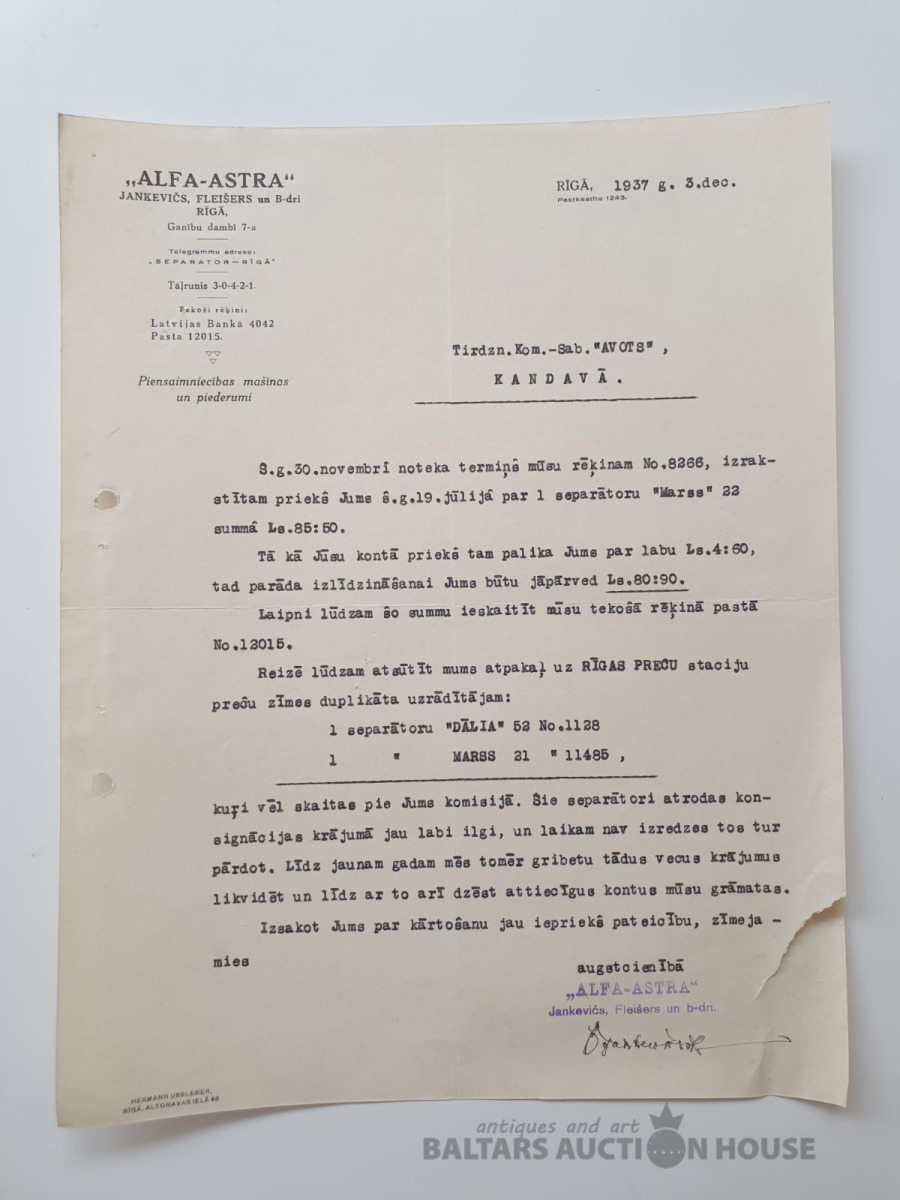 „ALFA-ASTRA“
JANKEVIČS, FLEIŠERS un B-dri
RĪGĀ,
Ganību dambī 7-a
Telegrammu adrese:
„SEPARATOR—RĪGĀ“
Tāļrunis 3-0-4-2-1.
Tekoši rēķini:
Latvijas Bankā 4042
Pasta 12015.
Piensaimniecības mašīnas
un piederumi
RĪGĀ, 1937 g. 3.dec.
Pastkastīte 1243.
Tirdzn.Kom.-Sab."AVOTS",
KANDAVĀ.
Š.g.30.novembrī noteka termiņš mūsu rēķinam No.8266, izrak-
stītam priekš Jums š.g.19.jūlijā par 1 separātoru "Marss" 22
summā Ls.85:50.
Tā kā Jūsu kontā priekš tam palika Jums par labu Ls.4:60,
tad parāda izlīdzināšanai Jums būtu jāpārved Ls.80:90.
Laipni lūdzam šo summu ieskaitīt mūsu tekošā rēķinā pastā
No.12015.
Reizē lūdzam atsūtīt mums atpakaļ uz RĪGAS PREČU staciju
preču zīmes duplikāta uzrādītājam:
1 separātoru "DĀLIA" 52 No.1128
1 " MARSS 21 " 11485,
kuŗi vēl skaitas pie Jums komisijā. Šie separātori atrodas kon-
signācijas krājumā jau labi ilgi, un laikam nav izredzes tos tur
pārdot. Līdz jaunam gadam mēs tomēr gribetu tādus vecus krājumus
likvidēt un līdz ar to arī dzēst attiecīgus kontus mūsu grāmatas.
Izsakot Jums par kārtošanu jau iepriekš pateicību, zīmeja -
mies
augstcienībā
„ALFA-ASTRA“
Jankevičs, Fleišers un b-dri.
HERMANN UBELEBER,
RĪGĀ, ALTONAVAS IELĀ 42
antiques and art
BALTARS AUCTION HOUSE